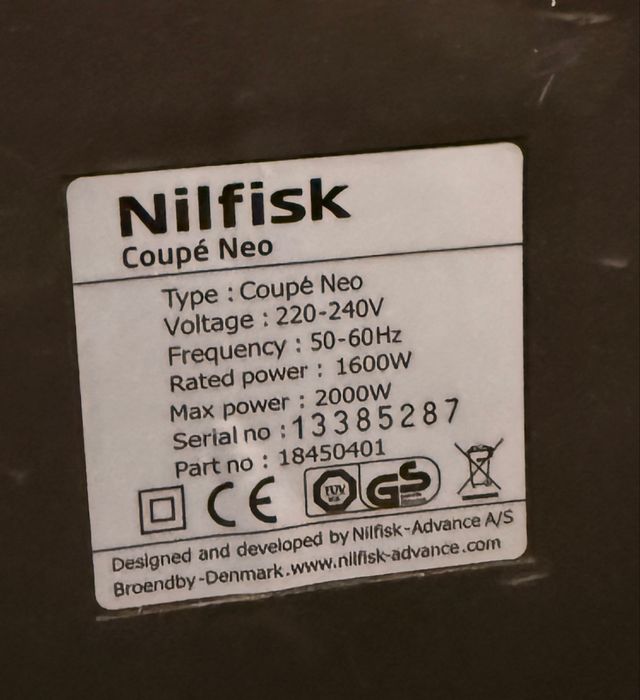 Nilfisk
Coupé Neo
Type : Coupé Neo
Voltage : 220-240V
Frequency : 50-60Hz
Rated power : 1600W
Max power : 2000W
Serial no : 13385287
Part no : 18450401
CE TUV GS
Designed and developed by Nilfisk-Advance A/S
Broendby-Denmark.www.nilfisk-advance.com